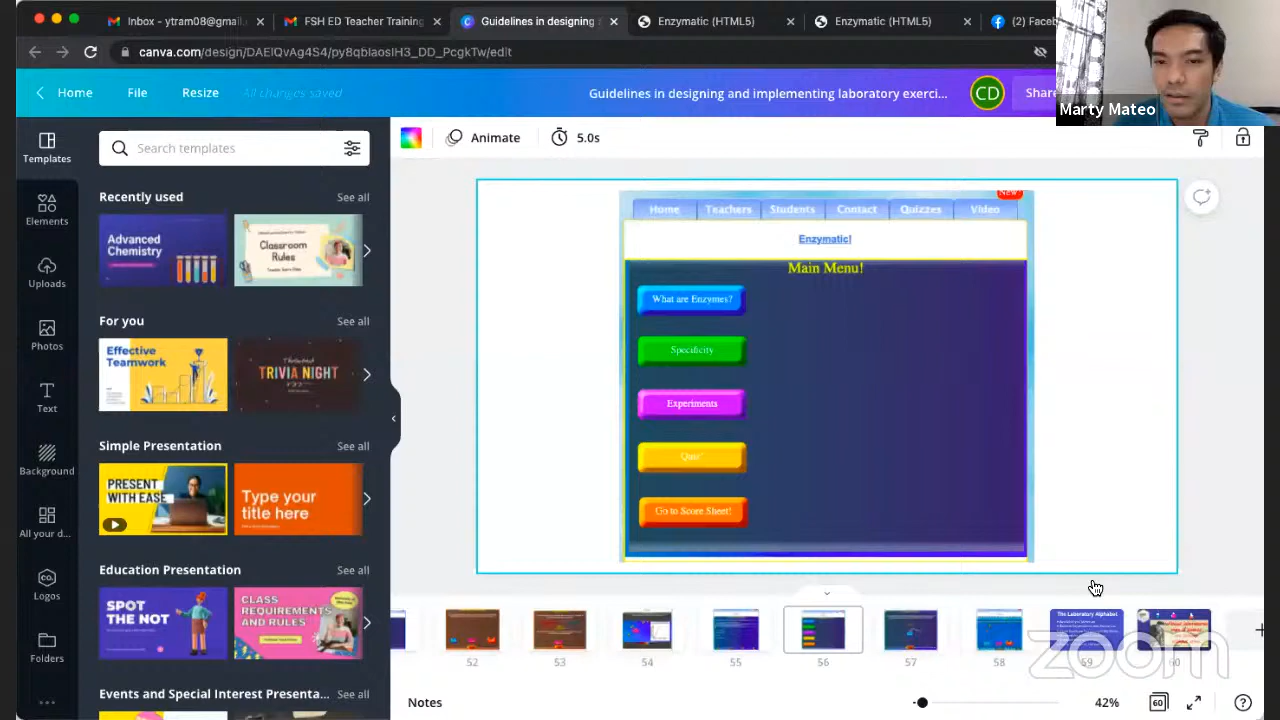 Inbox - ytram08@gmail.
FSH ED Teacher Training
Guidelines in designing
Enzymatic (HTML5)
Enzymatic (HTML5)
(2) Faceb
canva.com/design/DAEIQvAg4S4/py8qblaosIH3_DD_PcgkTw/edit
Home
File
Resize
All changes saved
Guidelines in designing and implementing laboratory exerci...
CD
Share
Marty Mateo
Templates
Elements
Uploads
Photos
Text
Background
All your d...
CO.
Logos
Folders
Search templates
Animate
5.0s
Recently used
See all
Advanced
Chemistry
Classroom
Rules
For you
See all
Effective
Teamwork
TRIVIA NIGHT
Simple Presentation
See all
PRESENT
WITH EASE
Type your
title here
Education Presentation
See all
SPOT
THE NOT
CLASS
REQUIREMENTS
AND RULES
Events and Special Interest Presenta...
New
Home
Teachers
Students
Contact
Quizzes
Video
Enzymatic!
Main Menu!
What are Enzymes?
Specificity
Experiments
Quiz!
Go to Score Sheet!
The Laboratory Alphabet
52
53
54
55
56
57
58
59
60
zoom
Notes
42%
60